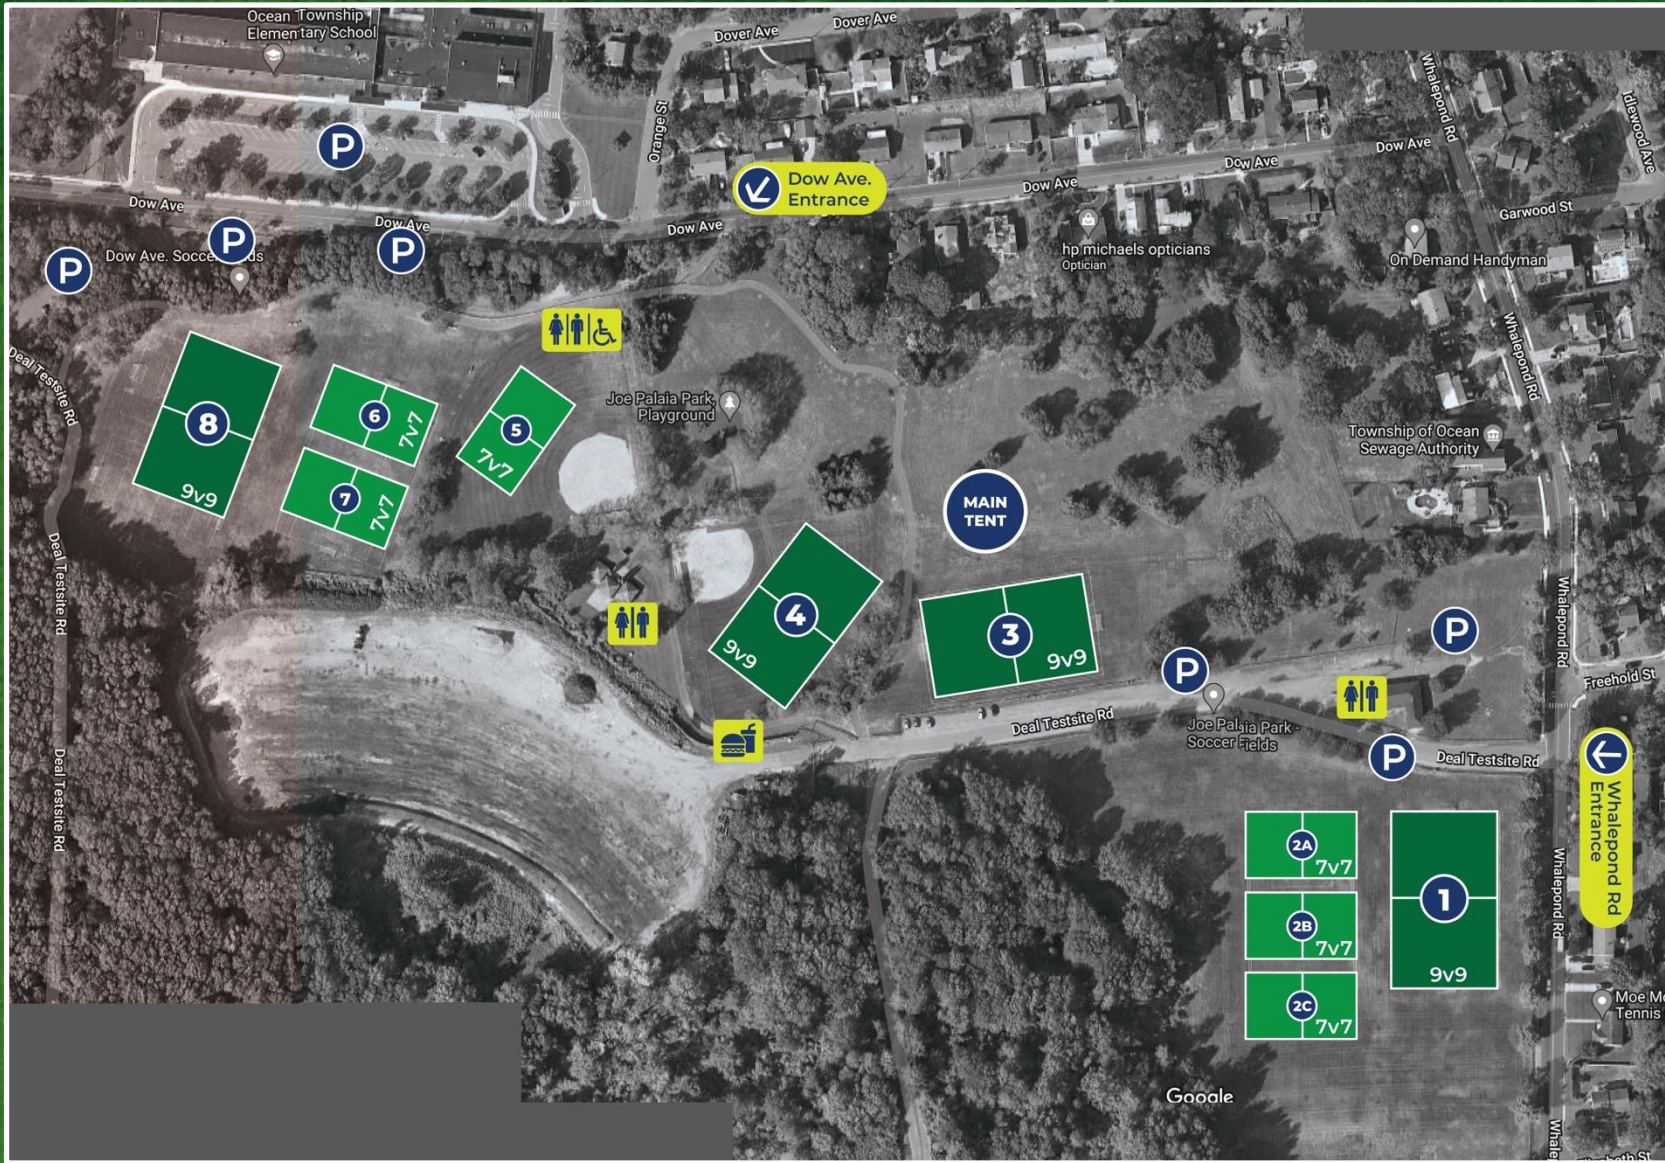 Ocean Township
Elementary School
Dover Ave
Dover Ave
Orange St
Whalepond Rd
Idlewood Ave
P
Dow Ave
Dow Ave
Dow Ave.
Entrance
Dow Ave
Dow Ave
Dow Ave
Dow Ave
Garwood St
P
P
P
Dow Ave. Soccer
hp michaels opticians
Optician
On Demand Handyman
Whalepond Rd
Deal Testsite Rd
8
9v9
6
7v7
7
7v7
5
7v7
Joe Palaia Park,
Playground
Township of Ocean
Sewage Authority
MAIN
TENT
Deal Testsite Rd
4
9v9
3
9v9
P
P
Whalepond Rd
Freehold St
Deal Testsite Rd
Joe Palaia Park -
Soccer Fields
P
Deal Testsite Rd
Whalepond Rd
Entrance
Deal Testsite Rd
2A
7v7
2B
7v7
2C
7v7
1
9v9
Whalepond Rd
Moe Mo
Tennis
Google
Whale